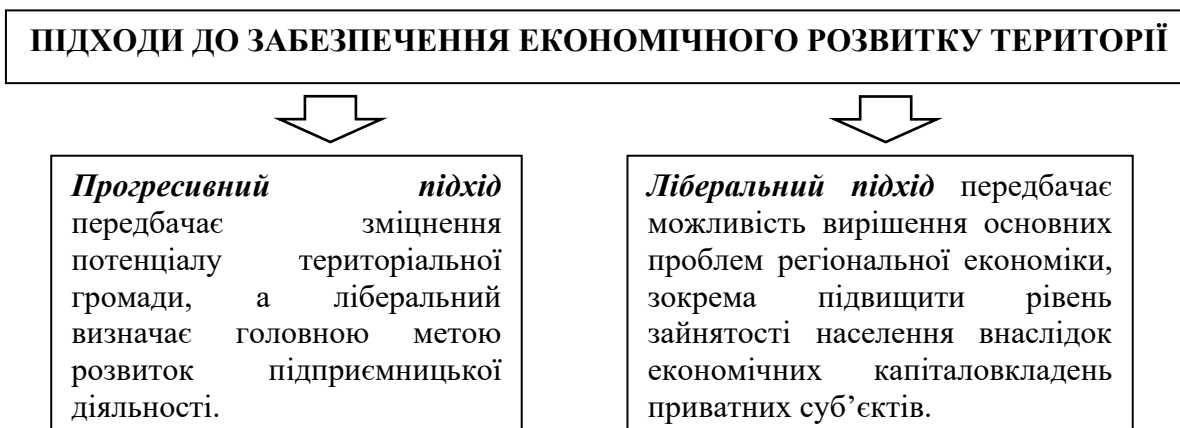 ПІДХОДИ ДО ЗАБЕЗПЕЧЕННЯ ЕКОНОМІЧНОГО РОЗВИТКУ ТЕРИТОРІЇ
Прогресивний підхід
передбачає зміцнення
потенціалу територіальної
громади, а ліберальний
визначає головною метою
розвиток підприємницької
діяльності.
Ліберальний підхід передбачає
можливість вирішення основних
проблем регіональної економіки,
зокрема підвищити рівень
зайнятості населення внаслідок
економічних капіталовкладень
приватних суб’єктів.